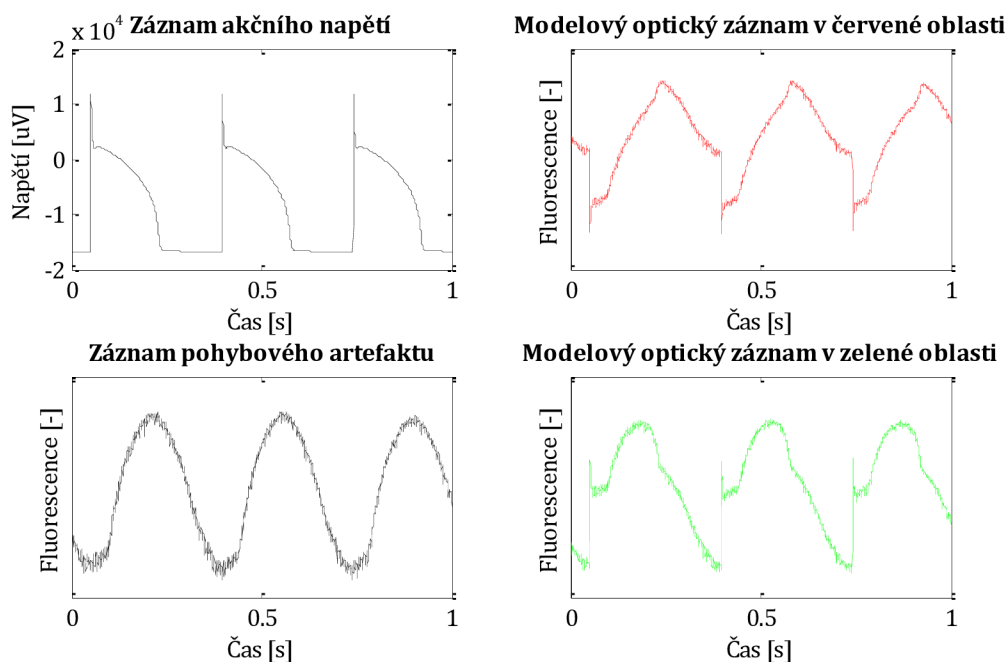 x 10⁴ Záznam akčního napětí
Napětí [uV]
2
1
0
-1
-2
0 0.5 1
Čas [s]
Modelový optický záznam v červené oblasti
Fluorescence [-]
0 0.5 1
Čas [s]
Záznam pohybového artefaktu
Fluorescence [-]
0 0.5 1
Čas [s]
Modelový optický záznam v zelené oblasti
Fluorescence [-]
0 0.5 1
Čas [s]